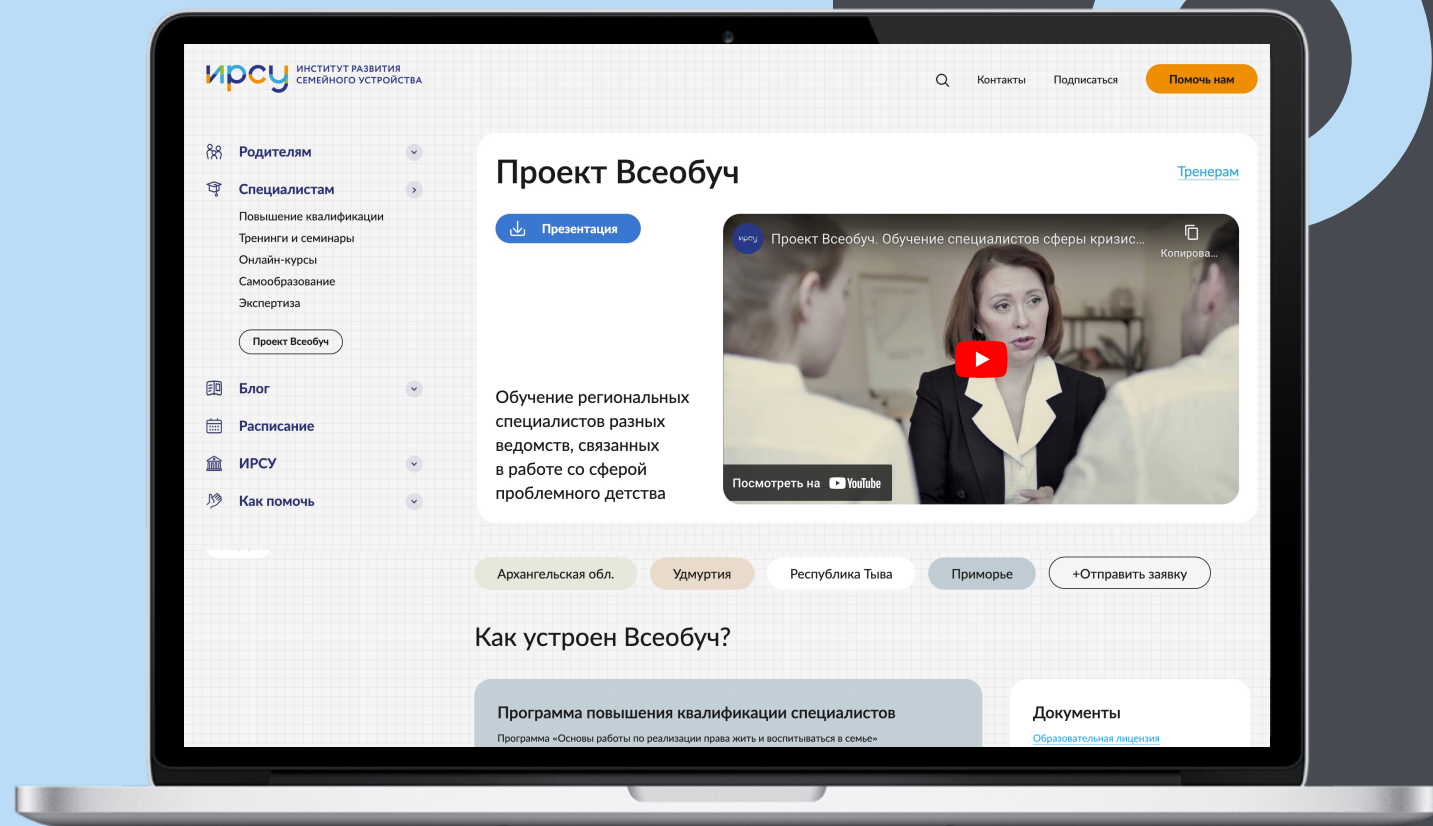 ирсу
ИНСТИТУТ РАЗВИТИЯ
СЕМЕЙНОГО УСТРОЙСТВА
Контакты
Подписаться
Помочь нам
Родителям
Специалистам
Повышение квалификации
Тренинги и семинары
Онлайн-курсы
Самообразование
Экспертиза
Проект Всеобуч
Блог
Расписание
ИРСУ
Как помочь
Проект Всеобуч
Тренерам
Презентация
Обучение региональных
специалистов разных
ведомств, связанных
в работе со сферой
проблемного детства
ирсу
Проект Всеобуч. Обучение специалистов сферы кризис...
Копирова...
Посмотреть на YouTube
Архангельская обл.
Удмуртия
Республика Тыва
Приморье
+Отправить заявку
Как устроен Всеобуч?
Программа повышения квалификации специалистов
Программа «Основы работы по реализации права жить и воспитываться в семье»
Документы
Образовательная лицензия